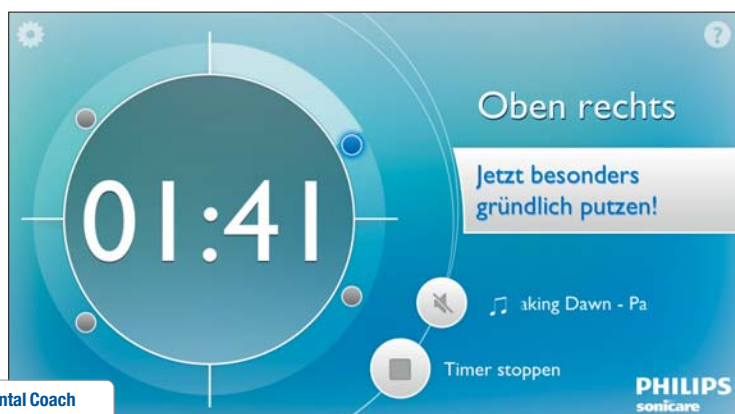 ?
Oben rechts
Jetzt besonders
gründlich putzen!
01:41
aking Dawn - Pa
Timer stoppen
PHILIPS
sonicare
ntal Coach